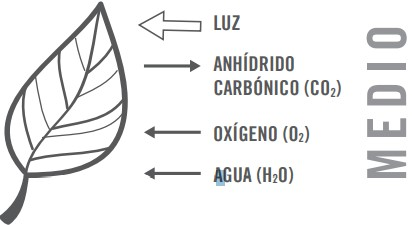 LUZ
ANHÍDRIDO
CARBÓNICO (CO₂)
OXÍGENO (O₂)
AGUA (H₂O)
MEDIO